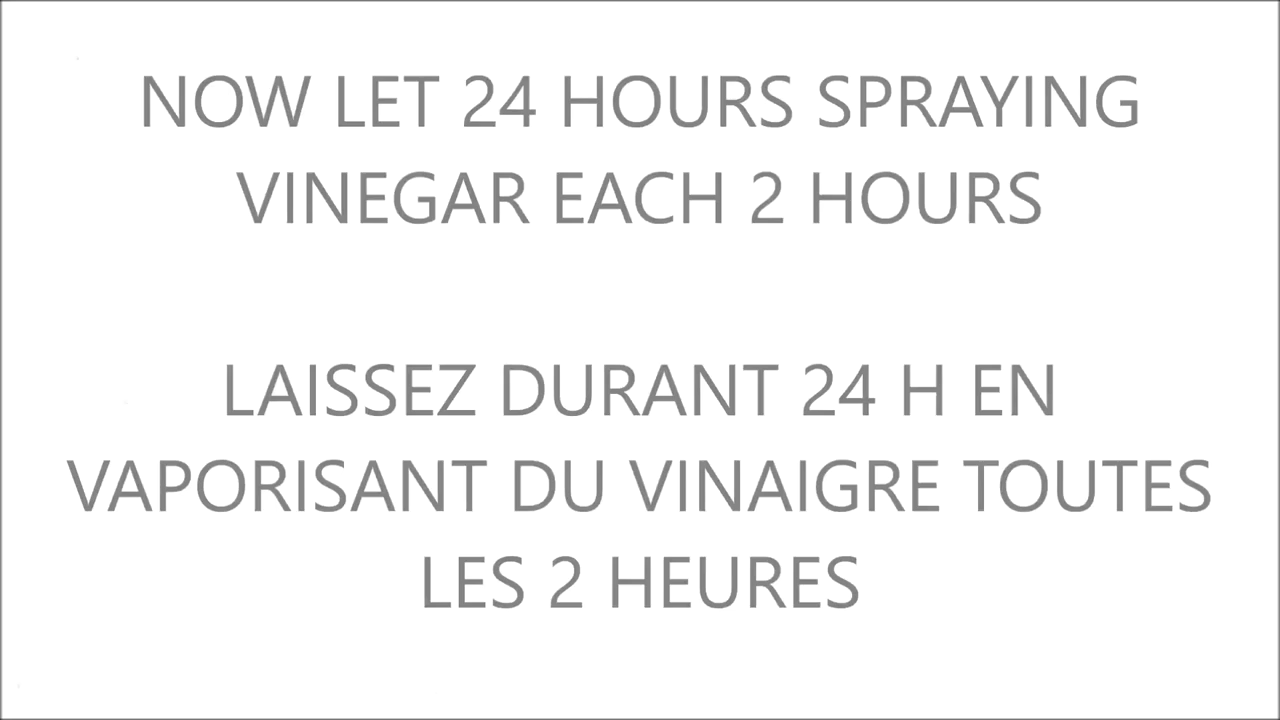 NOW LET 24 HOURS SPRAYING
VINEGAR EACH 2 HOURS
LAISSEZ DURANT 24 H EN
VAPORISANT DU VINAIGRE TOUTES
LES 2 HEURES